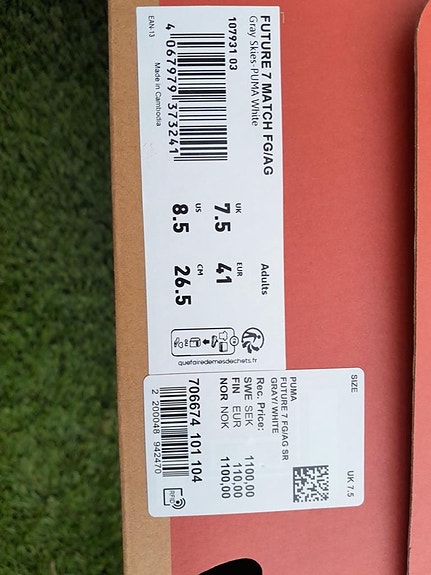 FUTURE 7 MATCH FG/AG
Gray Skies-PUMA White
107931 03
4 067979 373241
EAN-13
Made in Cambodia
Adults
UK EUR
7.5 41
US CM
8.5 26.5
quefairedemesdechets.fr
SIZE UK 7.5
PUMA
FUTURE 7 FG/AG SR
GRAY/ WHITE
Rec. Price:
SWE SEK 1100,00
FIN EUR 110,00
NOR NOK 1100,00
706674 101 104
2 200048 942470
RFID